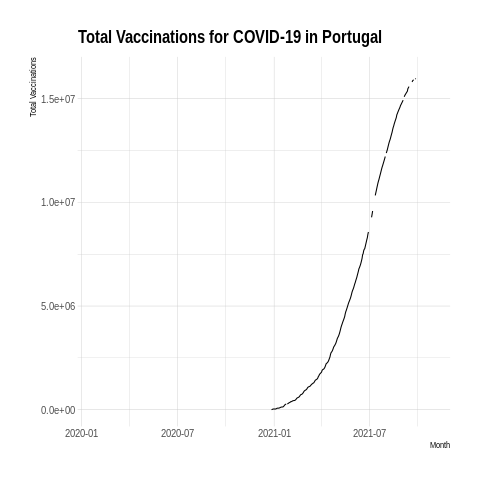 Total Vaccinations for COVID-19 in Portugal
Total Vaccinations
1.5e+07
1.0e+07
5.0e+06
0.0e+00
2020-01 2020-07 2021-01 2021-07
Month